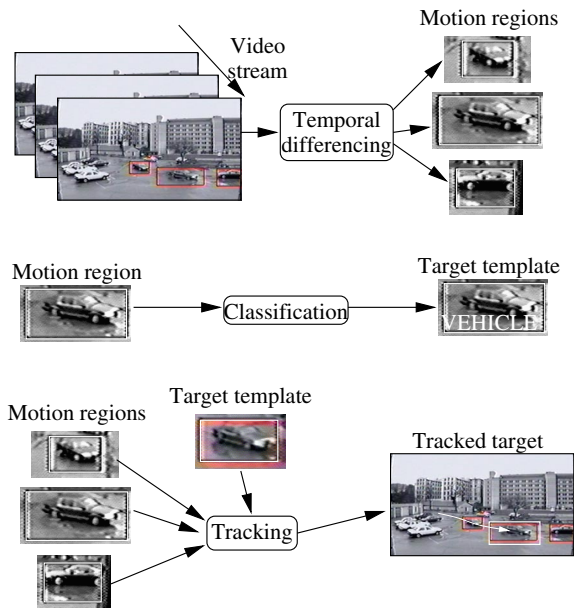 Motion regions
Video
stream
Temporal
differencing
Motion region
Target template
Classification
VEHICLE
Target template
Motion regions
Tracked target
Tracking